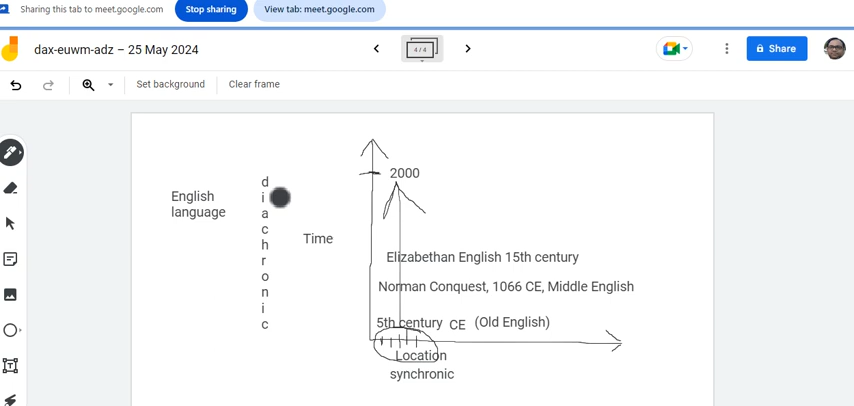 Sharing this tab to meet.google.com
Stop sharing
View tab: meet.google.com
dax-euwm-adz – 25 May 2024
4 / 4
Share
Set background
Clear frame
2000
English
language
diachronic
Time
Elizabethan English 15th century
Norman Conquest, 1066 CE, Middle English
5th century CE (Old English)
Location
synchronic